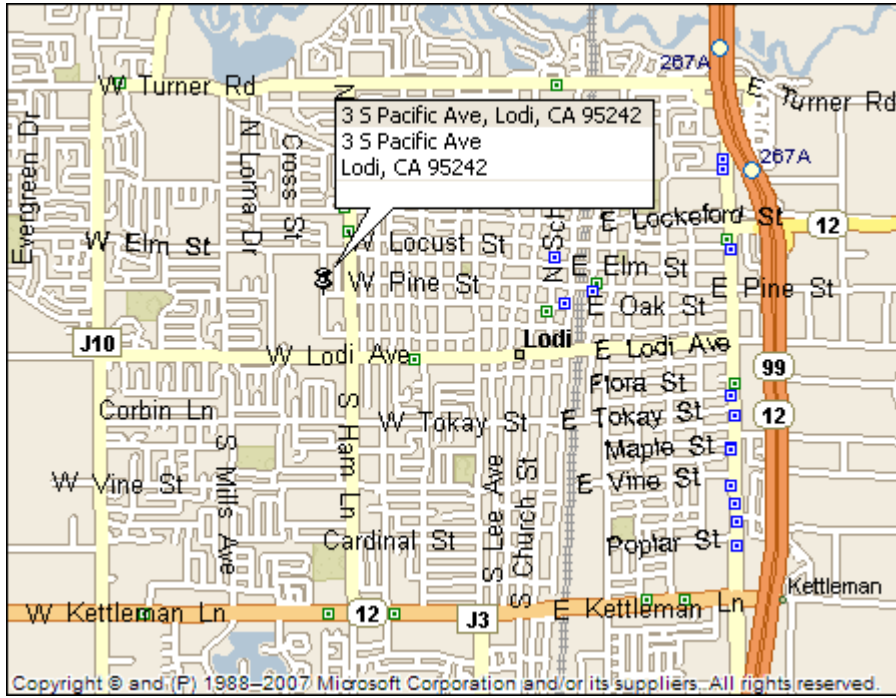 267A
W Turner Rd
E Turner Rd
3 S Pacific Ave, Lodi, CA 95242
3 S Pacific Ave
Lodi, CA 95242
267A
Evergreen Dr
N Loma Dr
Cross St
N
E Lockeford St
12
W Elm St
W Locust St
N Sch
E Elm St
W Pine St
E Pine St
E Oak St
J10
Lodi
W Lodi Ave
E Lodi Ave
99
Flora St
Corbin Ln
S Ham Ln
W Tokay St
E Tokay St
12
Maple St
W Vine St
S Mills Ave
S Lee Ave
S Church St
E Vine St
Cardinal St
Poplar St
Kettleman
W Kettleman Ln
12
J3
E Kettleman Ln
Copyright © and (P) 1988–2007 Microsoft Corporation and/or its suppliers. All rights reserved.